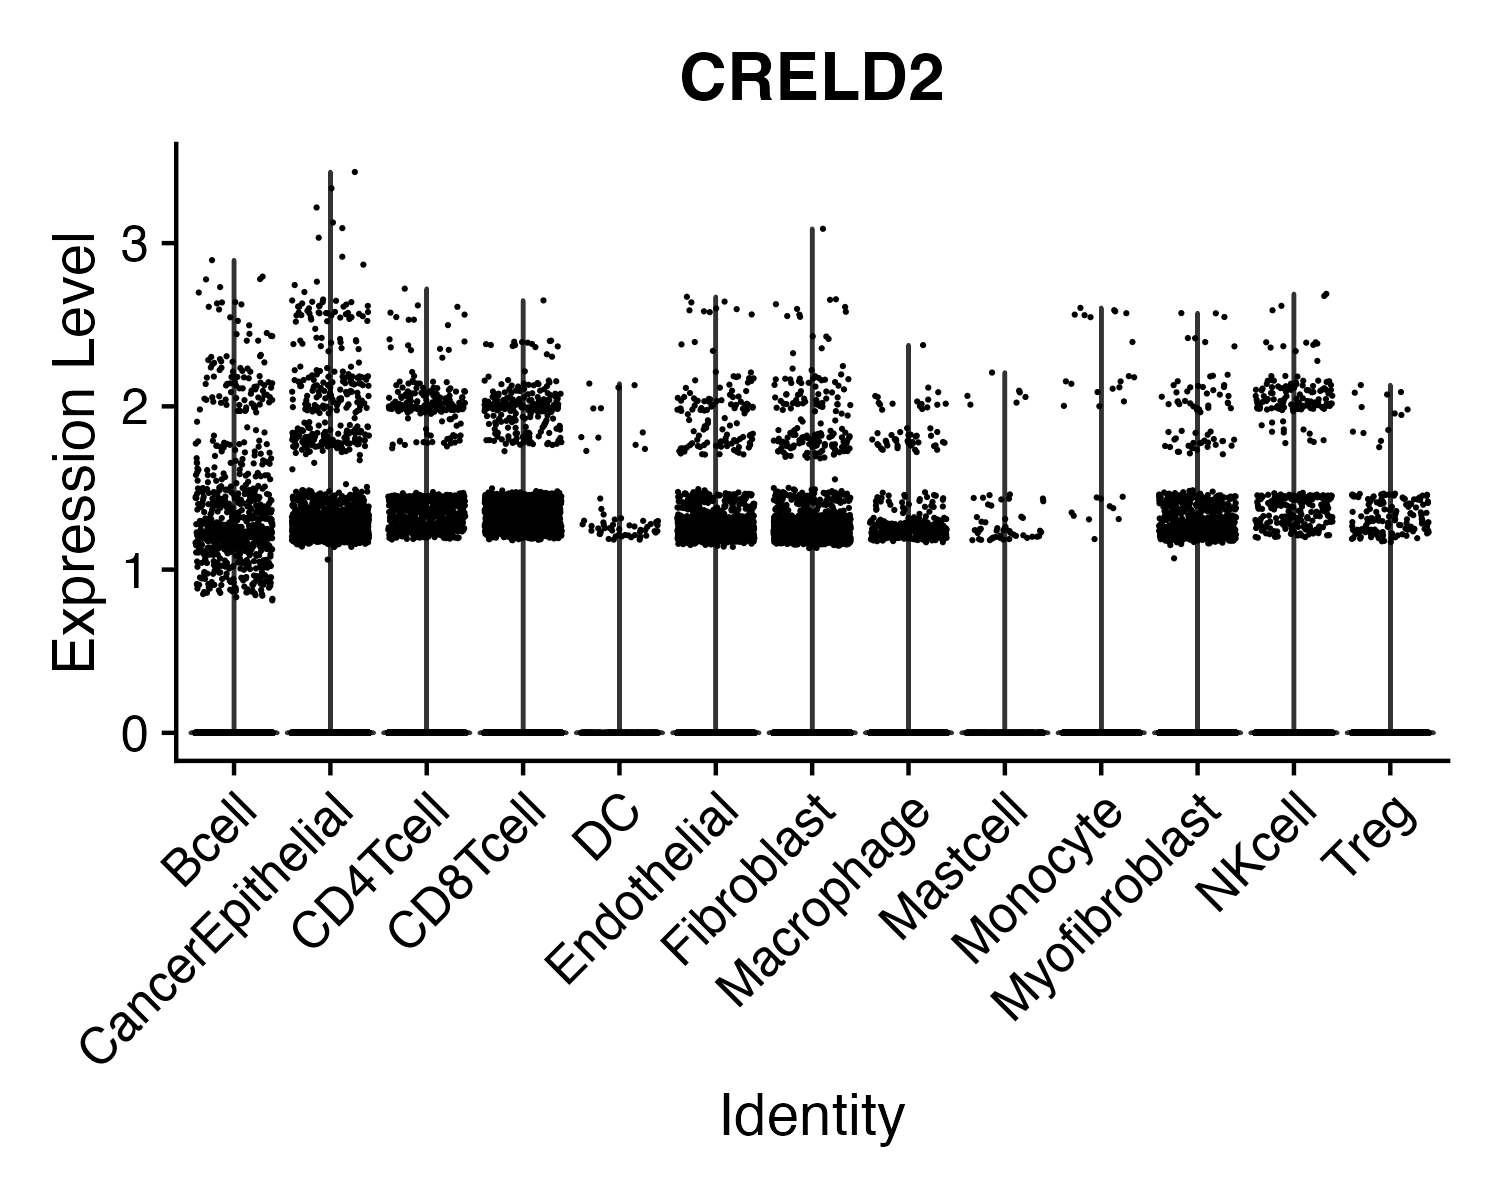 CRELD2
Expression Level
3
2
1
0
Bcell
CancerEpithelial
CD4Tcell
CD8Tcell
DC
Endothelial
Fibroblast
Macrophage
Mastcell
Monocyte
Myofibroblast
NKcell
Treg
Identity